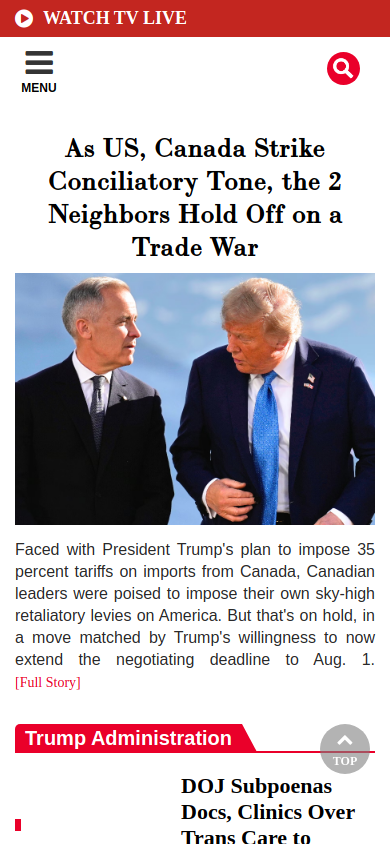 WATCH TV LIVE
MENU
As US, Canada Strike
Conciliatory Tone, the 2
Neighbors Hold Off on a
Trade War
Faced with President Trump's plan to impose 35
percent tariffs on imports from Canada, Canadian
leaders were poised to impose their own sky-high
retaliatory levies on America. But that's on hold, in
a move matched by Trump's willingness to now
extend the negotiating deadline to Aug. 1.
[Full Story]
Trump Administration
TOP
DOJ Subpoenas
Docs, Clinics Over
Trans Care to